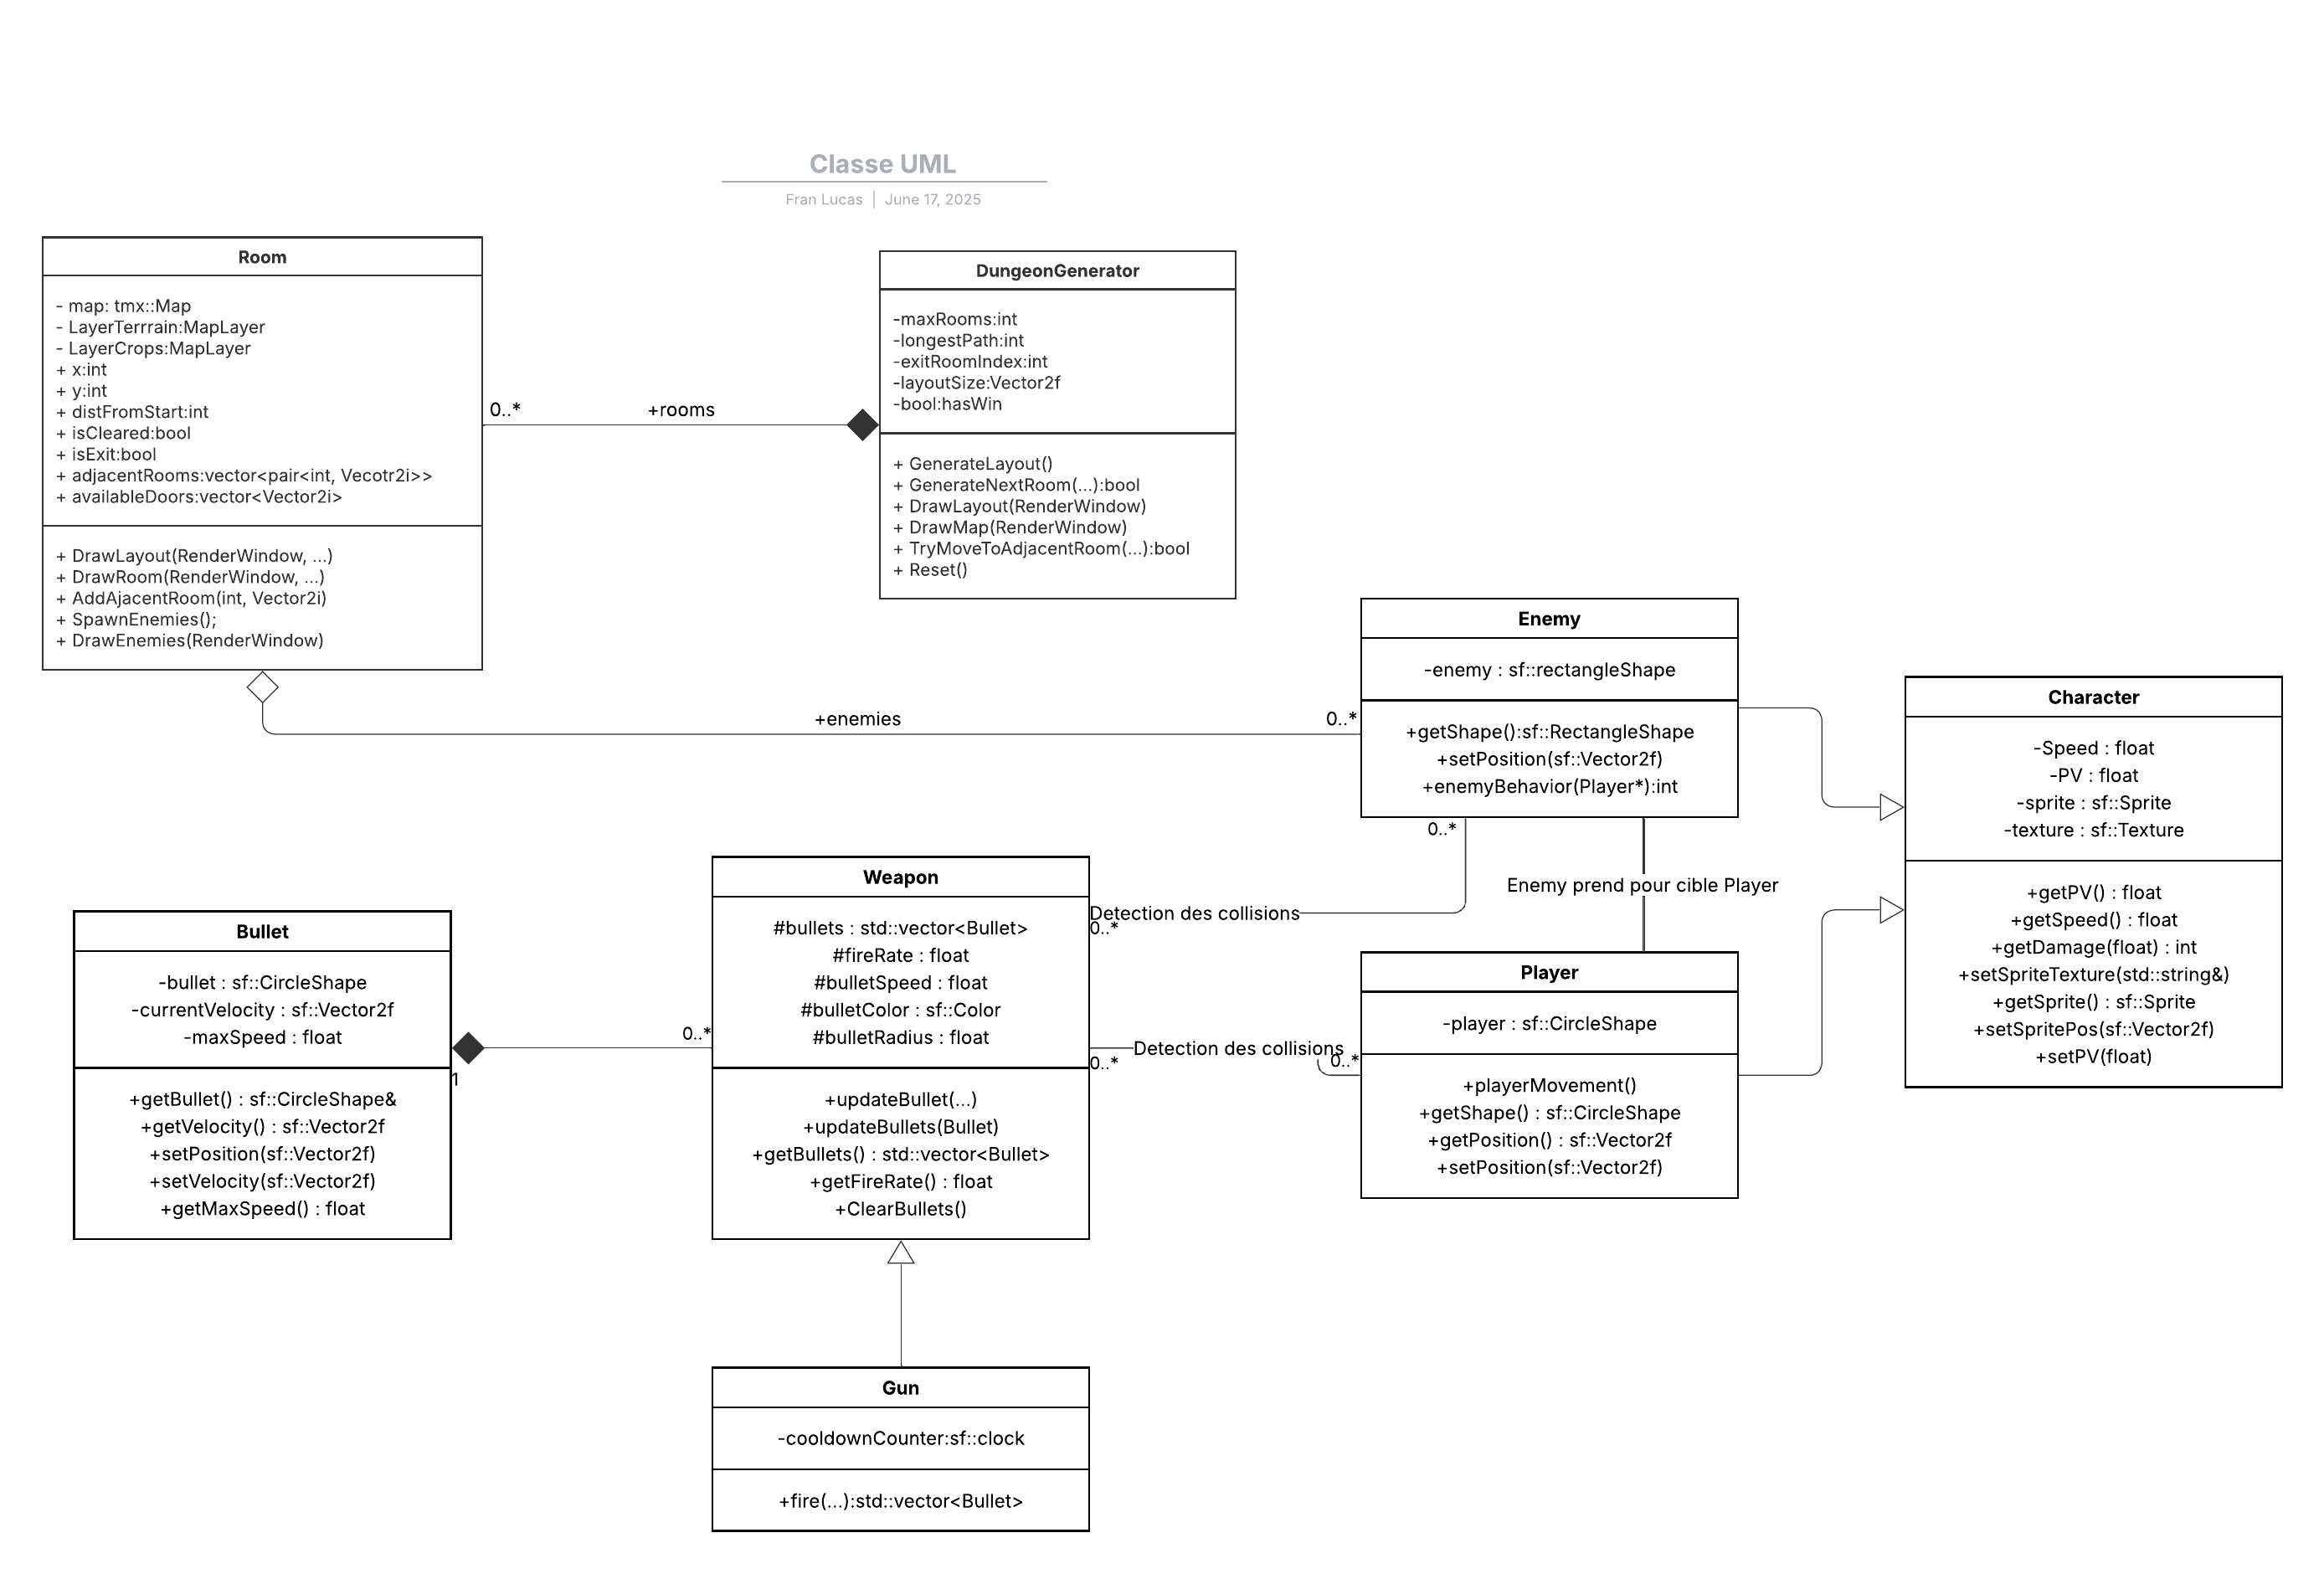 Classe UML
Fran Lucas | June 17, 2025
Room
- map: tmx::Map
- LayerTerrrain:MapLayer
- LayerCrops:MapLayer
+ x:int
+ y:int
+ distFromStart:int
+ isCleared:bool
+ isExit:bool
+ adjacentRooms:vector<pair<int, Vecotr2i>>
+ availableDoors:vector<Vector2i>
+ DrawLayout(RenderWindow, ...)
+ DrawRoom(RenderWindow, ...)
+ AddAjacentRoom(int, Vector2i)
+ SpawnEnemies();
+ DrawEnemies(RenderWindow)
0..*
+rooms
DungeonGenerator
-maxRooms:int
-longestPath:int
-exitRoomIndex:int
-layoutSize:Vector2f
-bool:hasWin
+ GenerateLayout()
+ GenerateNextRoom(...):bool
+ DrawLayout(RenderWindow)
+ DrawMap(RenderWindow)
+ TryMoveToAdjacentRoom(...):bool
+ Reset()
+enemies
0..*
Enemy
-enemy : sf::rectangleShape
+getShape():sf::RectangleShape
+setPosition(sf::Vector2f)
+enemyBehavior(Player*):int
0..*
Character
-Speed : float
-PV : float
-sprite : sf::Sprite
-texture : sf::Texture
+getPV() : float
+getSpeed() : float
+getDamage(float) : int
+setSpriteTexture(std::string&)
+getSprite() : sf::Sprite
+setSpritePos(sf::Vector2f)
+setPV(float)
Enemy prend pour cible Player
Detection des collisions
0..*
Bullet
-bullet : sf::CircleShape
-currentVelocity : sf::Vector2f
-maxSpeed : float
+getBullet() : sf::CircleShape&
+getVelocity() : sf::Vector2f
+setPosition(sf::Vector2f)
+setVelocity(sf::Vector2f)
+getMaxSpeed() : float
1
0..*
Weapon
#bullets : std::vector<Bullet>
#fireRate : float
#bulletSpeed : float
#bulletColor : sf::Color
#bulletRadius : float
+updateBullet(...)
+updateBullets(Bullet)
+getBullets() : std::vector<Bullet>
+getFireRate() : float
+ClearBullets()
Detection des collisions
0..*
0..*
Player
-player : sf::CircleShape
+playerMovement()
+getShape() : sf::CircleShape
+getPosition() : sf::Vector2f
+setPosition(sf::Vector2f)
Gun
-cooldownCounter:sf::clock
+fire(...):std::vector<Bullet>